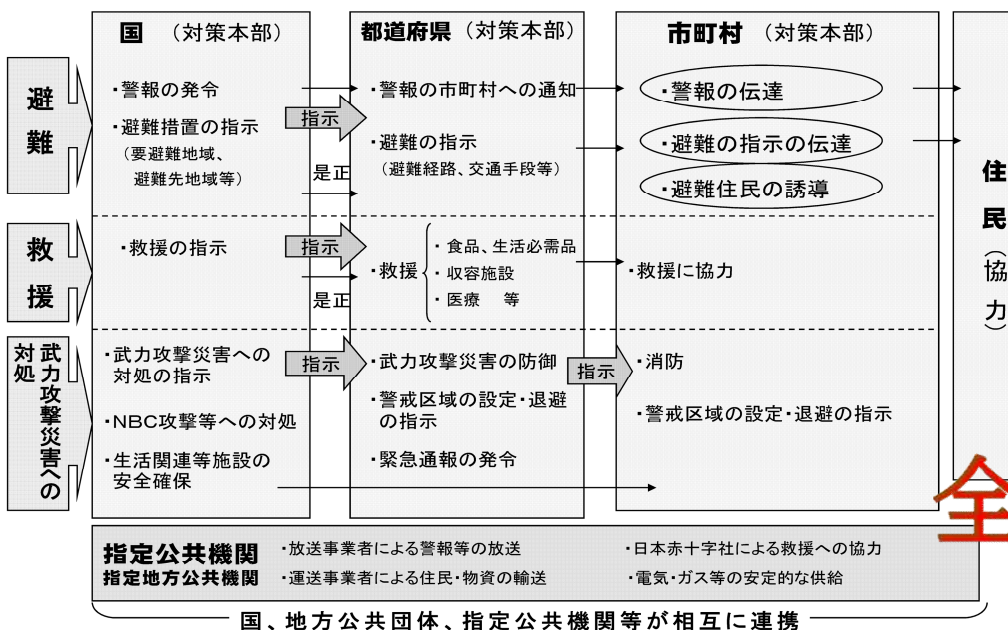 国 （対策本部）
都道府県（対策本部）
市町村 （対策本部）
避難
・警報の発令
・警報の市町村への通知
・警報の伝達
・避難措置の指示
（要避難地域、
避難先地域等）
指示
是正
・避難の指示
（避難経路、交通手段等）
・避難の指示の伝達
・避難住民の誘導
住民（協力）
救援
・救援の指示
指示
是正
・救援
・食品、生活必需品
・収容施設
・医療　等
・救援に協力
武力攻撃災害への
対処
・武力攻撃災害への
対処の指示
・NBC攻撃等への対処
・生活関連等施設の
安全確保
指示
・武力攻撃災害の防御
・警戒区域の設定・退避
の指示
・緊急通報の発令
指示
・消防
・警戒区域の設定・退避の指示
全
指定公共機関
指定地方公共機関
・放送事業者による警報等の放送
・運送事業者による住民・物資の輸送
・日本赤十字社による救援への協力
・電気・ガス等の安定的な供給
国、地方公共団体、指定公共機関等が相互に連携